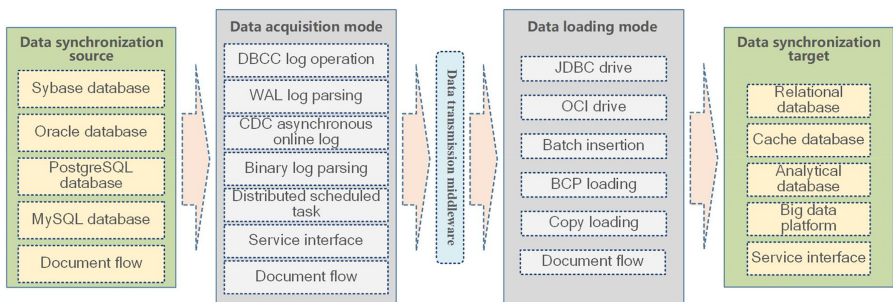 Data synchronization
source
Sybase database
Oracle database
PostgreSQL
database
MySQL database
Document flow
Data acquisition mode
DBCC log operation
WAL log parsing
CDC asynchronous
online log
Binary log parsing
Distributed scheduled
task
Service interface
Document flow
Data transmission middleware
Data loading mode
JDBC drive
OCI drive
Batch insertion
BCP loading
Copy loading
Document flow
Data synchronization
target
Relational
database
Cache database
Analytical
database
Big data
platform
Service interface